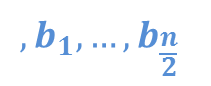 , b₁, ..., bₙ⁄₂